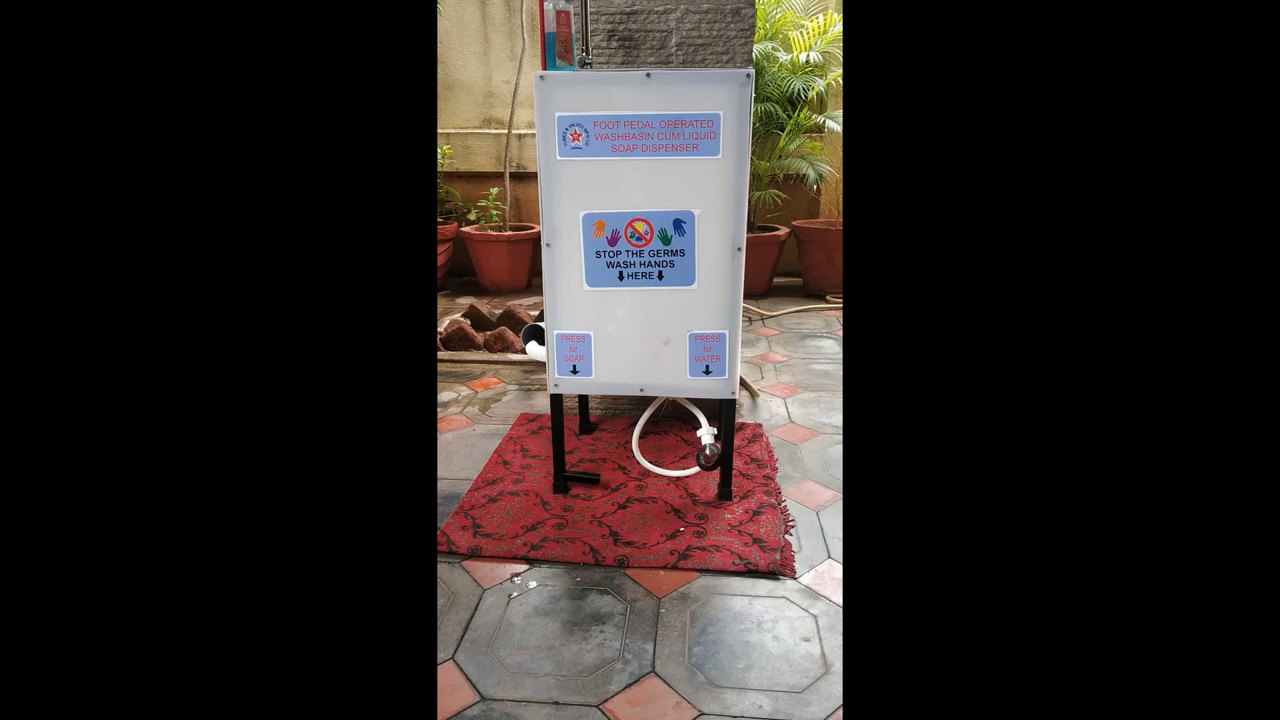 FOOT PEDAL OPERATED
WASHBASIN CUM LIQUID
SOAP DISPENSER
STOP THE GERMS
WASH HANDS
HERE
PRESS
for
SOAP
PRESS
for
WATER